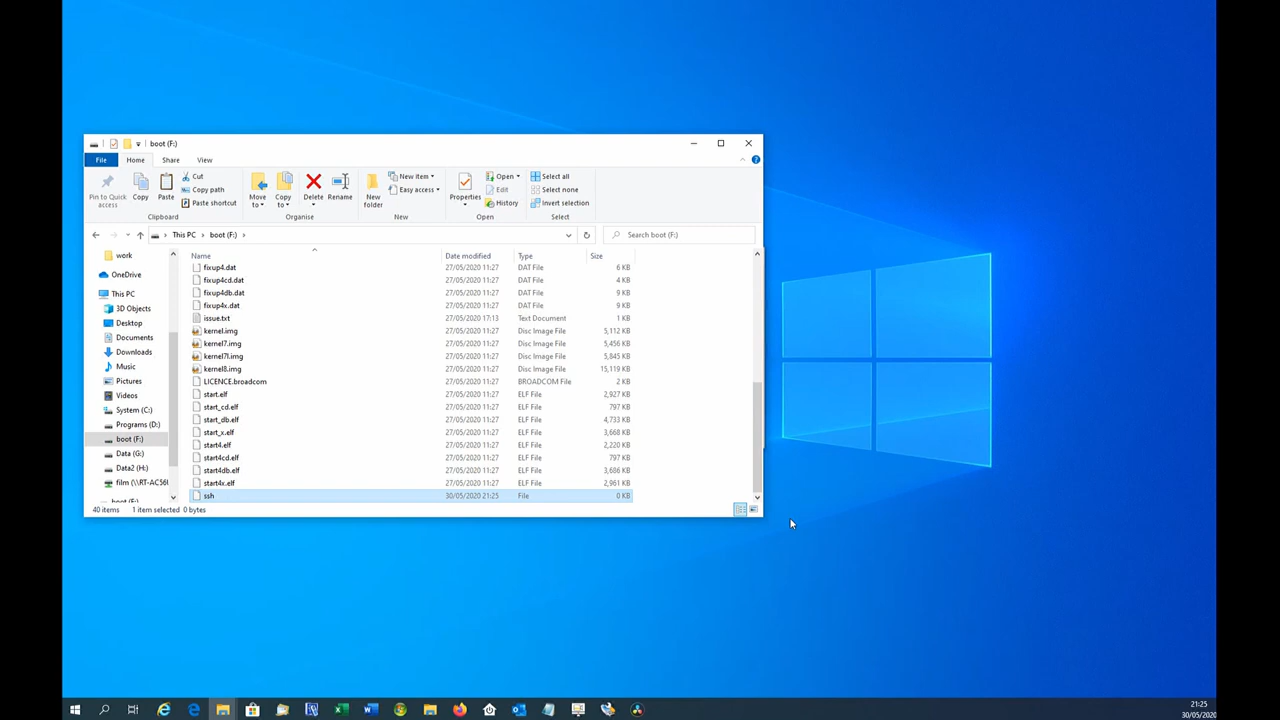 boot (F:)
File Home Share View
Pin to Quick access
Copy
Paste
Cut
Copy path
Paste shortcut
Clipboard
Move to
Copy to
Delete
Rename
Organise
New folder
New item
Easy access
New
Properties
Open
Edit
History
Open
Select all
Select none
Invert selection
Select
This PC > boot (F:) >
Search boot (F:)
work
OneDrive
This PC
3D Objects
Desktop
Documents
Downloads
Music
Pictures
Videos
System (C:)
Programs (D:)
boot (F:)
Data (G:)
Data2 (H:)
film (\\RT-AC56U
boot (F:)
Name Date modified Type Size
fixup4.dat 27/05/2020 11:27 DAT File 6 KB
fixup4cd.dat 27/05/2020 11:27 DAT File 4 KB
fixup4db.dat 27/05/2020 11:27 DAT File 9 KB
fixup4x.dat 27/05/2020 11:27 DAT File 9 KB
issue.txt 27/05/2020 17:13 Text Document 1 KB
kernel.img 27/05/2020 11:27 Disc Image File 5,112 KB
kernel7.img 27/05/2020 11:27 Disc Image File 5,456 KB
kernel7l.img 27/05/2020 11:27 Disc Image File 5,845 KB
kernel8.img 27/05/2020 11:27 Disc Image File 15,119 KB
LICENCE.broadcom 27/05/2020 11:27 BROADCOM File 2 KB
start.elf 27/05/2020 11:27 ELF File 2,927 KB
start_cd.elf 27/05/2020 11:27 ELF File 797 KB
start_db.elf 27/05/2020 11:27 ELF File 4,733 KB
start_x.elf 27/05/2020 11:27 ELF File 3,668 KB
start4.elf 27/05/2020 11:27 ELF File 2,220 KB
start4cd.elf 27/05/2020 11:27 ELF File 797 KB
start4db.elf 27/05/2020 11:27 ELF File 3,686 KB
start4x.elf 27/05/2020 11:27 ELF File 2,961 KB
ssh 30/05/2020 21:25 File 0 KB
40 items 1 item selected 0 bytes
21:25
30/05/2020